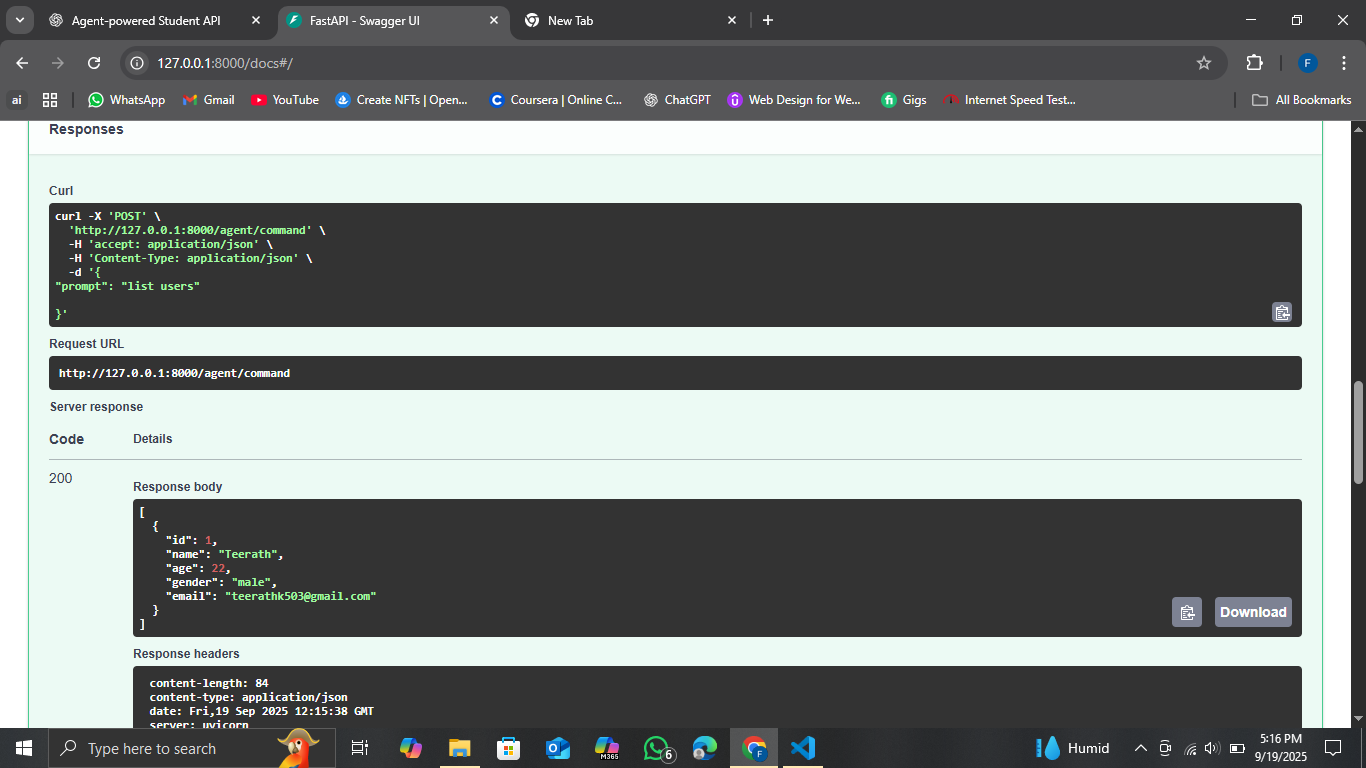 Agent-powered Student API
FastAPI - Swagger UI
New Tab
127.0.0.1:8000/docs#/
F
ai
WhatsApp
Gmail
YouTube
Create NFTs | Open...
Coursera | Online C...
ChatGPT
Web Design for We...
Gigs
Internet Speed Test...
All Bookmarks
Responses
Curl
curl -X 'POST' \
  'http://127.0.0.1:8000/agent/command' \
  -H 'accept: application/json' \
  -H 'Content-Type: application/json' \
  -d '{
"prompt": "list users"
}'
Request URL
http://127.0.0.1:8000/agent/command
Server response
Code Details
200
Response body
[
  {
    "id": 1,
    "name": "Teerath",
    "age": 22,
    "gender": "male",
    "email": "teerathk503@gmail.com"
  }
]
Download
Response headers
content-length: 84
content-type: application/json
date: Fri,19 Sep 2025 12:15:38 GMT
server: uvicorn
Type here to search
M365
6
F
Humid
5:16 PM
9/19/2025